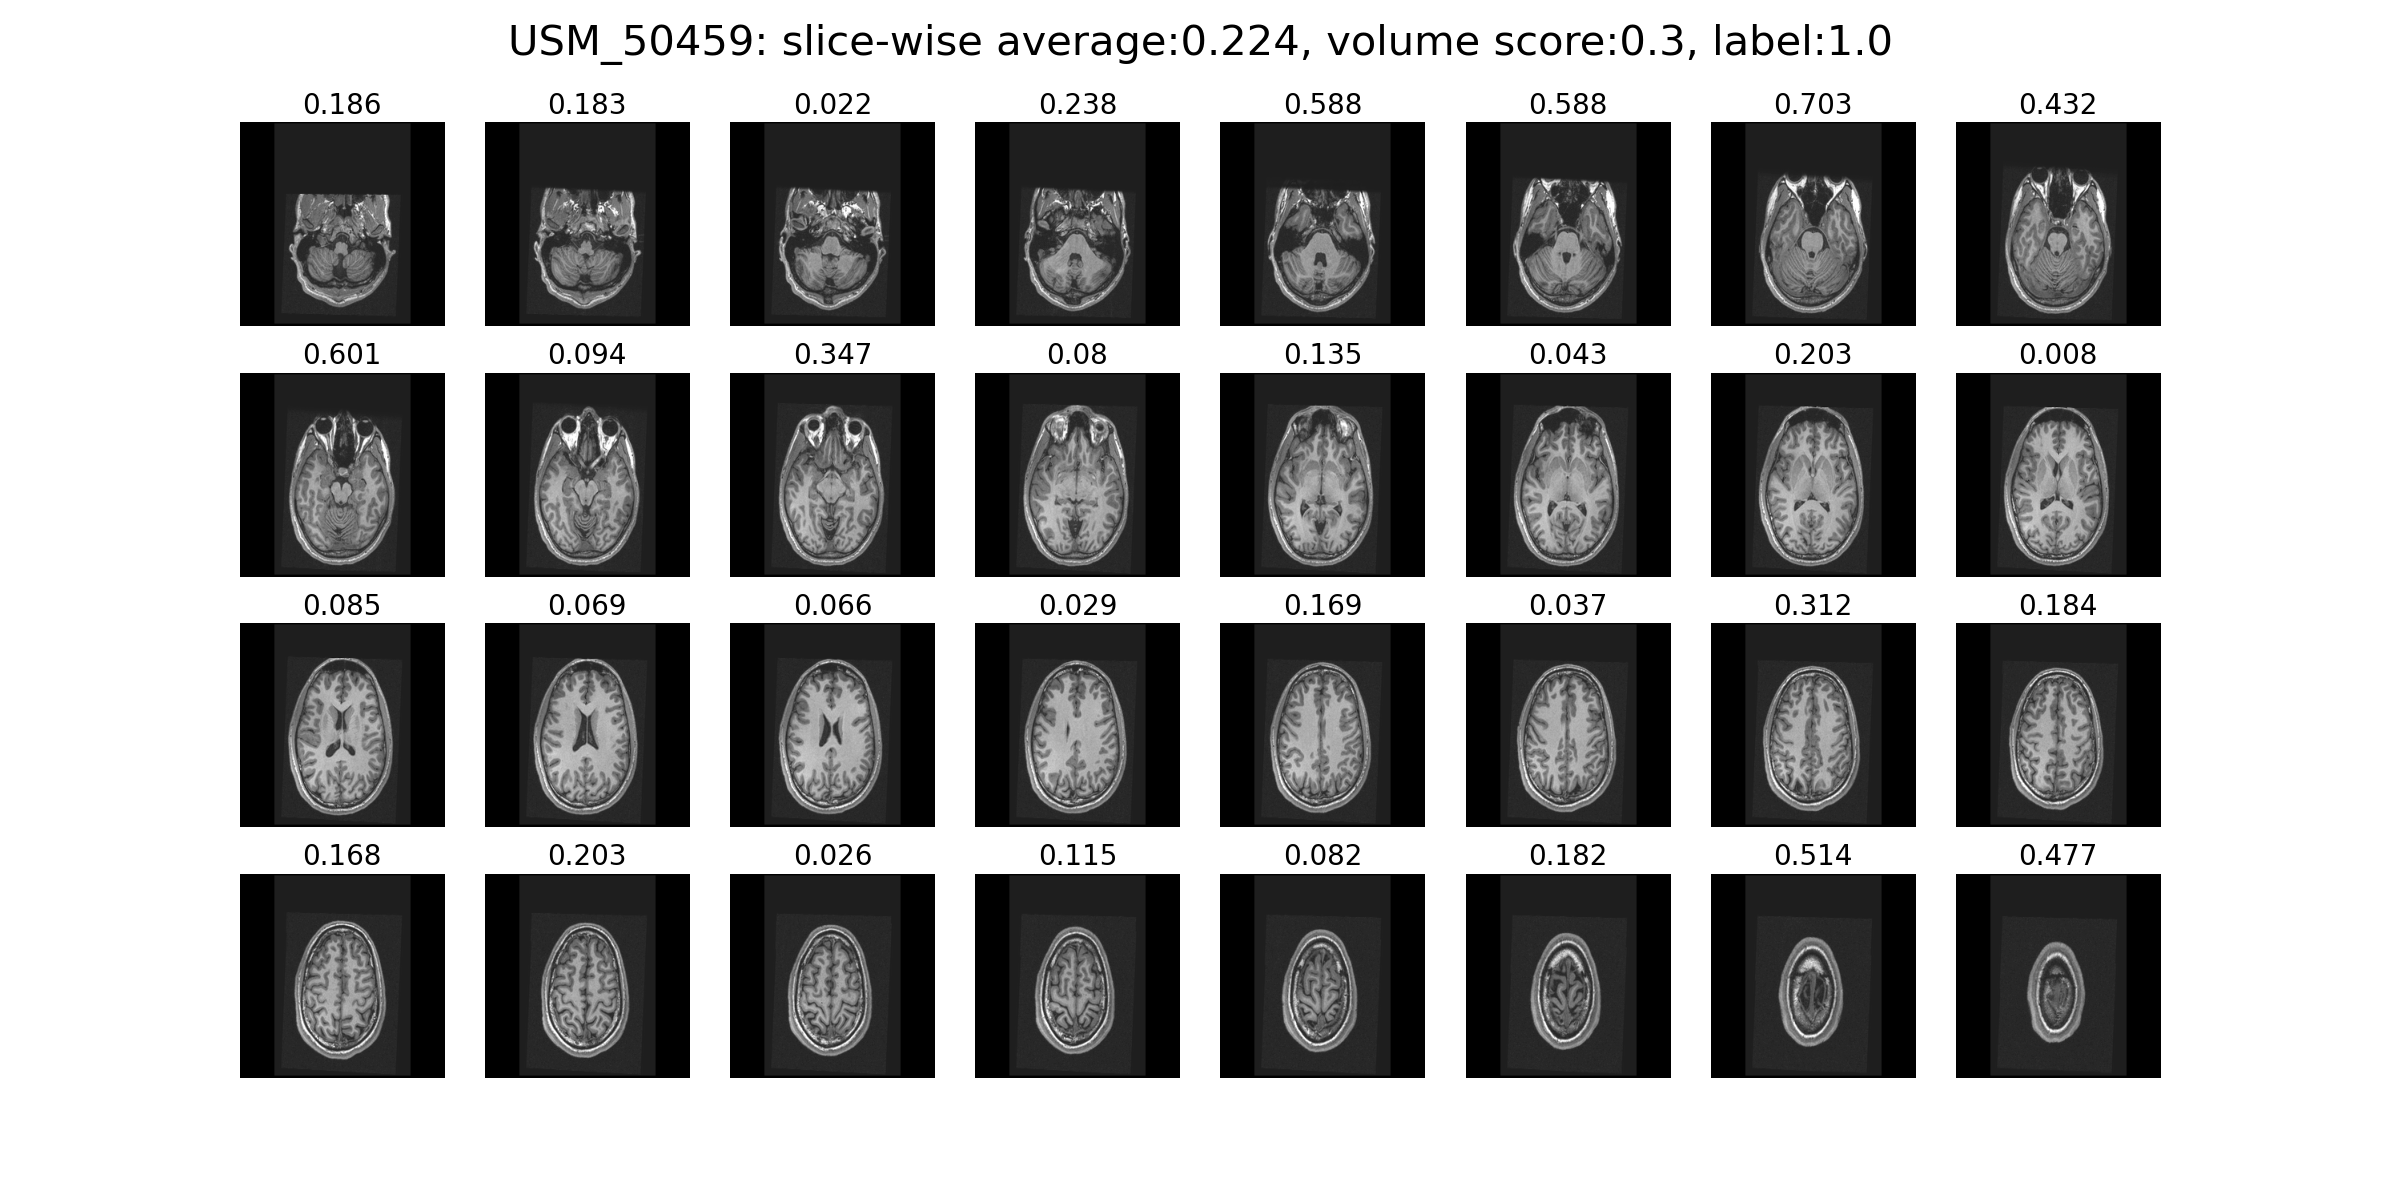 USM_50459: slice-wise average:0.224, volume score:0.3, label:1.0
0.186 0.183 0.022 0.238 0.588 0.588 0.703 0.432
0.601 0.094 0.347 0.08 0.135 0.043 0.203 0.008
0.085 0.069 0.066 0.029 0.169 0.037 0.312 0.184
0.168 0.203 0.026 0.115 0.082 0.182 0.514 0.477